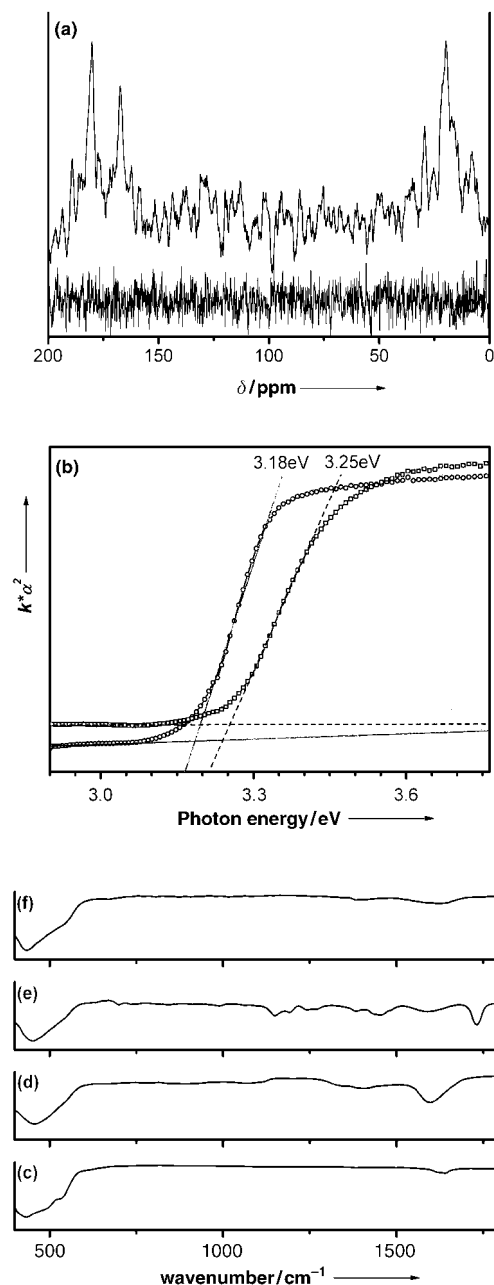 (a)
200 150 100 50 0
δ/ppm
(b)
3.18eV 3.25eV
k*α²
3.0 3.3 3.6
Photon energy/eV
(f)
(e)
(d)
(c)
500 1000 1500
wavenumber/cm⁻¹